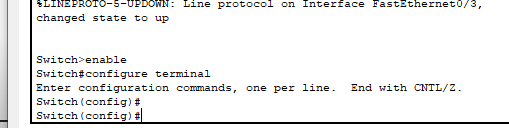 %LINEPROTO-5-UPDOWN: Line protocol on Interface FastEthernet0/3,
changed state to up
Switch>enable
Switch#configure terminal
Enter configuration commands, one per line.  End with CNTL/Z.
Switch(config)#
Switch(config)#